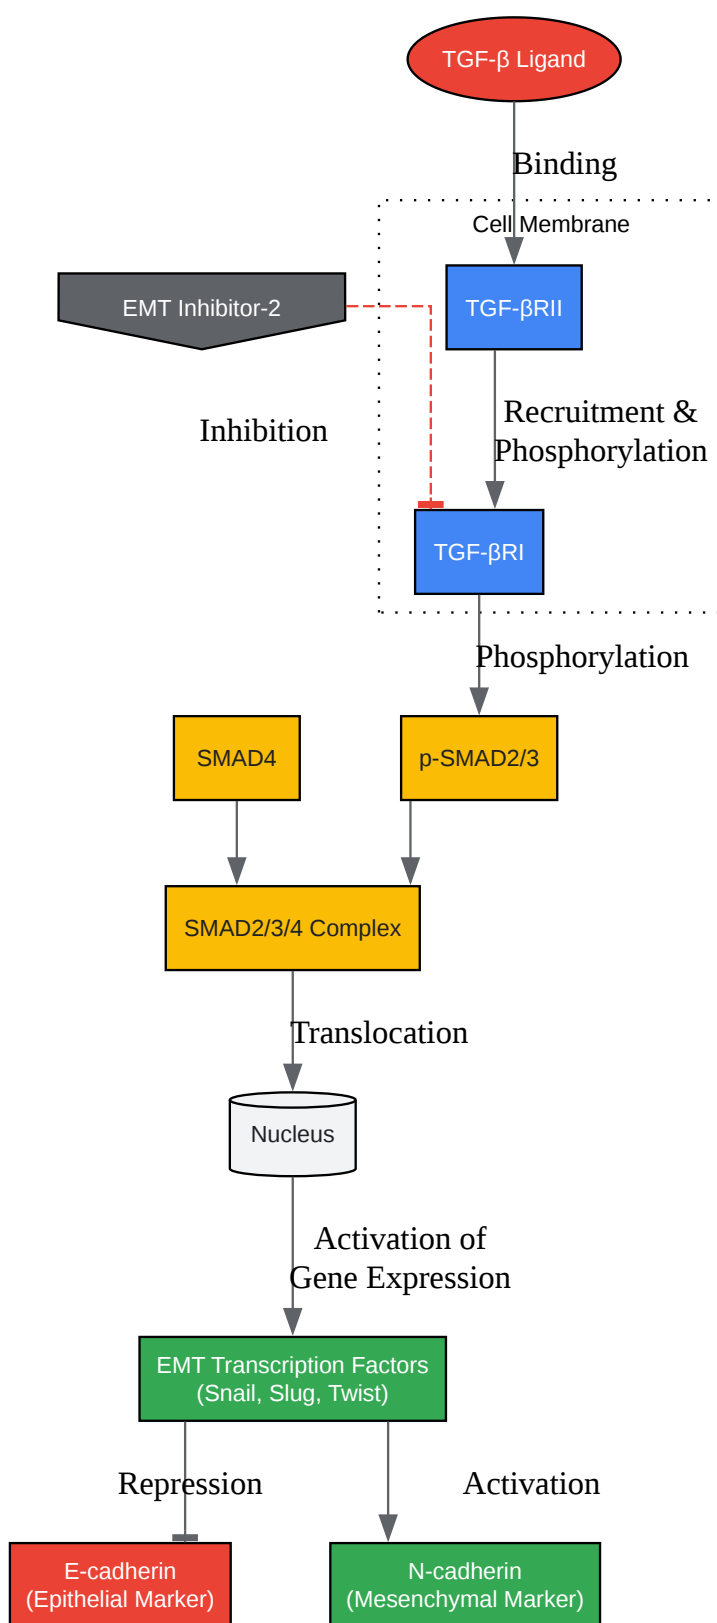 TGF-β Ligand
Binding
Cell Membrane
TGF-βRII
EMT Inhibitor-2
Recruitment &
Phosphorylation
Inhibition
TGF-βRI
Phosphorylation
SMAD4
p-SMAD2/3
SMAD2/3/4 Complex
Translocation
Nucleus
Activation of
Gene Expression
EMT Transcription Factors
(Snail, Slug, Twist)
Repression
Activation
E-cadherin
(Epithelial Marker)
N-cadherin
(Mesenchymal Marker)